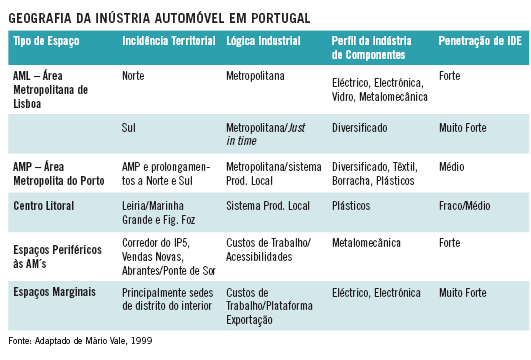 GEOGRAFIA DA INÚSTRIA AUTOMÓVEL EM PORTUGAL
Tipo de Espaço Incidência Territorial Lógica Industrial Perfil da indústria de Componentes Penetração de IDE
AML – Área Metropolitana de Lisboa Norte Metropolitana Eléctrico, Electrónica, Vidro, Metalomecânica Forte
Sul Metropolitana/Just in time Diversificado Muito Forte
AMP – Área Metropolita do Porto AMP e prolongamentos a Norte e Sul Metropolitana/sistema Prod. Local Diversificado, Têxtil, Borracha, Plásticos Médio
Centro Litoral Leiria/Marinha Grande e Fig. Foz Sistema Prod. Local Plásticos Fraco/Médio
Espaços Periféricos às AM´s Corredor do IP5, Vendas Novas, Abrantes/Ponte de Sor Custos de Trabalho/Acessibilidades Metalomecânica Forte
Espaços Marginais Principalmente sedes de distrito do interior Custos de Trabalho/Plataforma Exportação Eléctrico, Electrónica Muito Forte
Fonte: Adaptado de Mário Vale, 1999